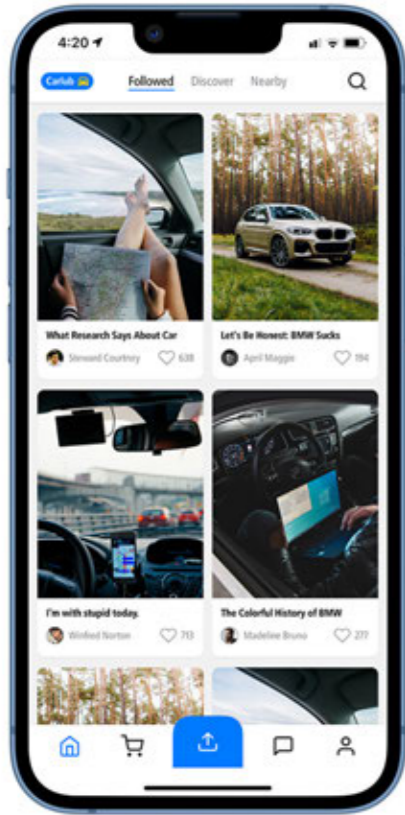 4:20
Carlub
Followed Discover Nearby
What Research Says About Car
Steward Courtney 638
Let's Be Honest: BMW Sucks
April Maggie 194
I'm with stupid today.
Winfred Norton 713
The Colorful History of BMW
Madeline Bruno 277